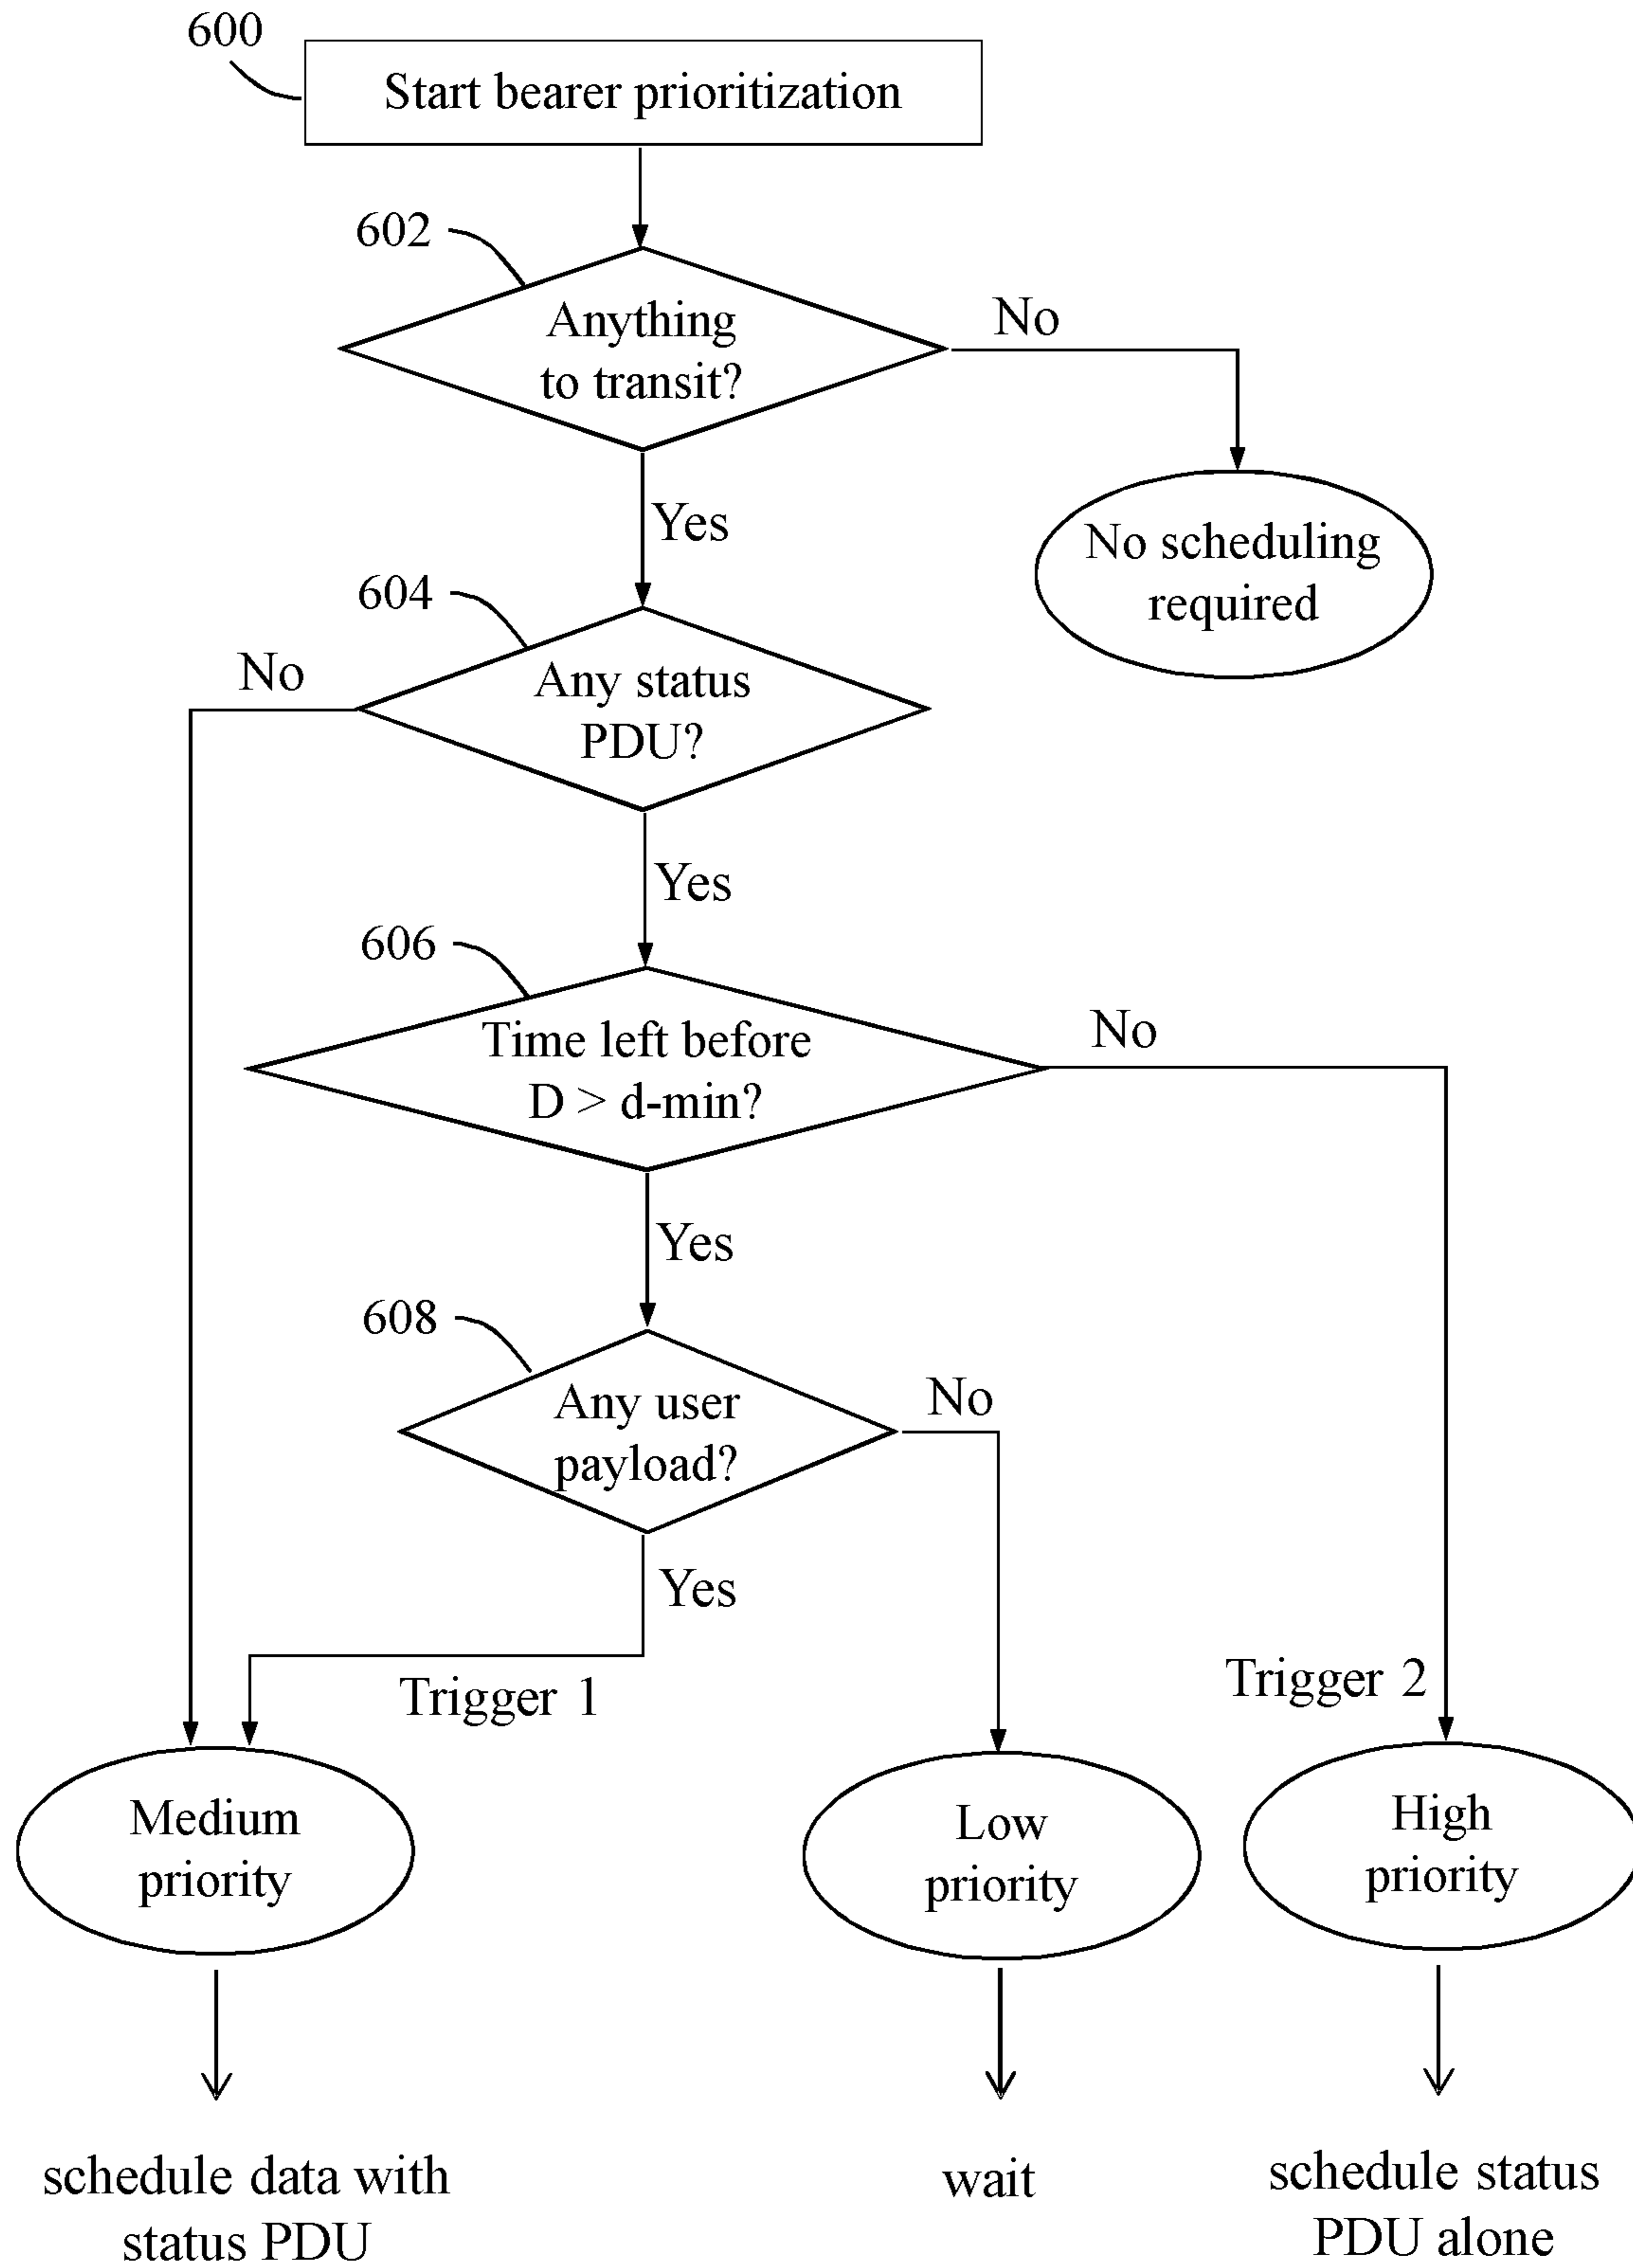 600
Start bearer prioritization
602
Anything
to transit?
No
Yes
No scheduling
required
604
No
Any status
PDU?
Yes
606
Time left before
D > d-min?
No
Yes
608
Any user
payload?
No
Yes
Trigger 1
Trigger 2
Medium
priority
Low
priority
High
priority
schedule data with
status PDU
wait
schedule status
PDU alone